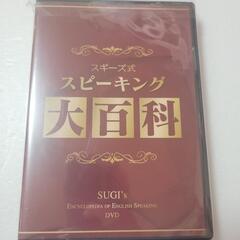 スギーズ式
スピーキング
大百科
SUGI's
ENCYCLOPEDIA OF ENGLISH SPEAKING
DVD